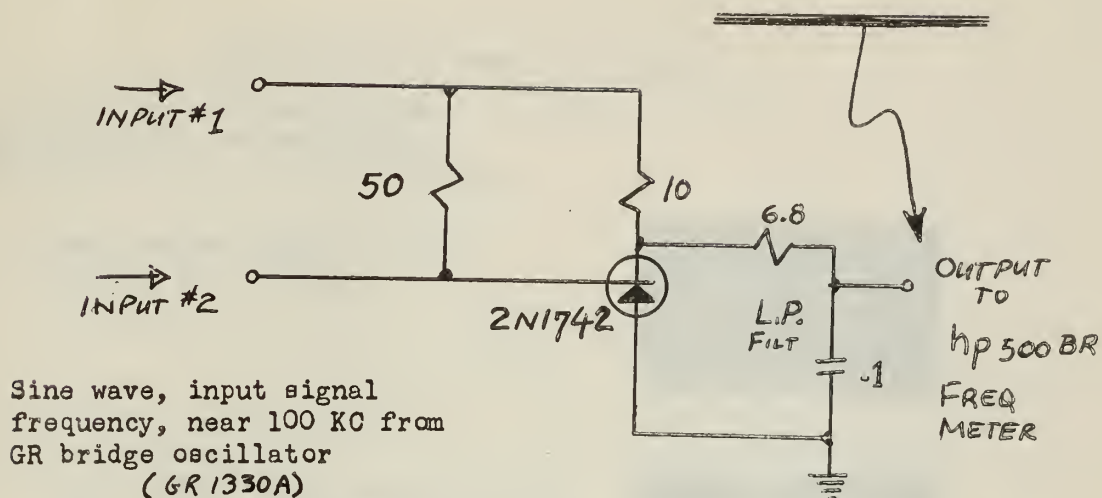 INPUT #1
50
10
6.8
INPUT #2
2N1742
L.P.
FILT
.1
OUTPUT
TO
hp 500 BR
FREQ
METER
Sine wave, input signal
frequency, near 100 KC from
GR bridge oscillator
(GR 1330A)